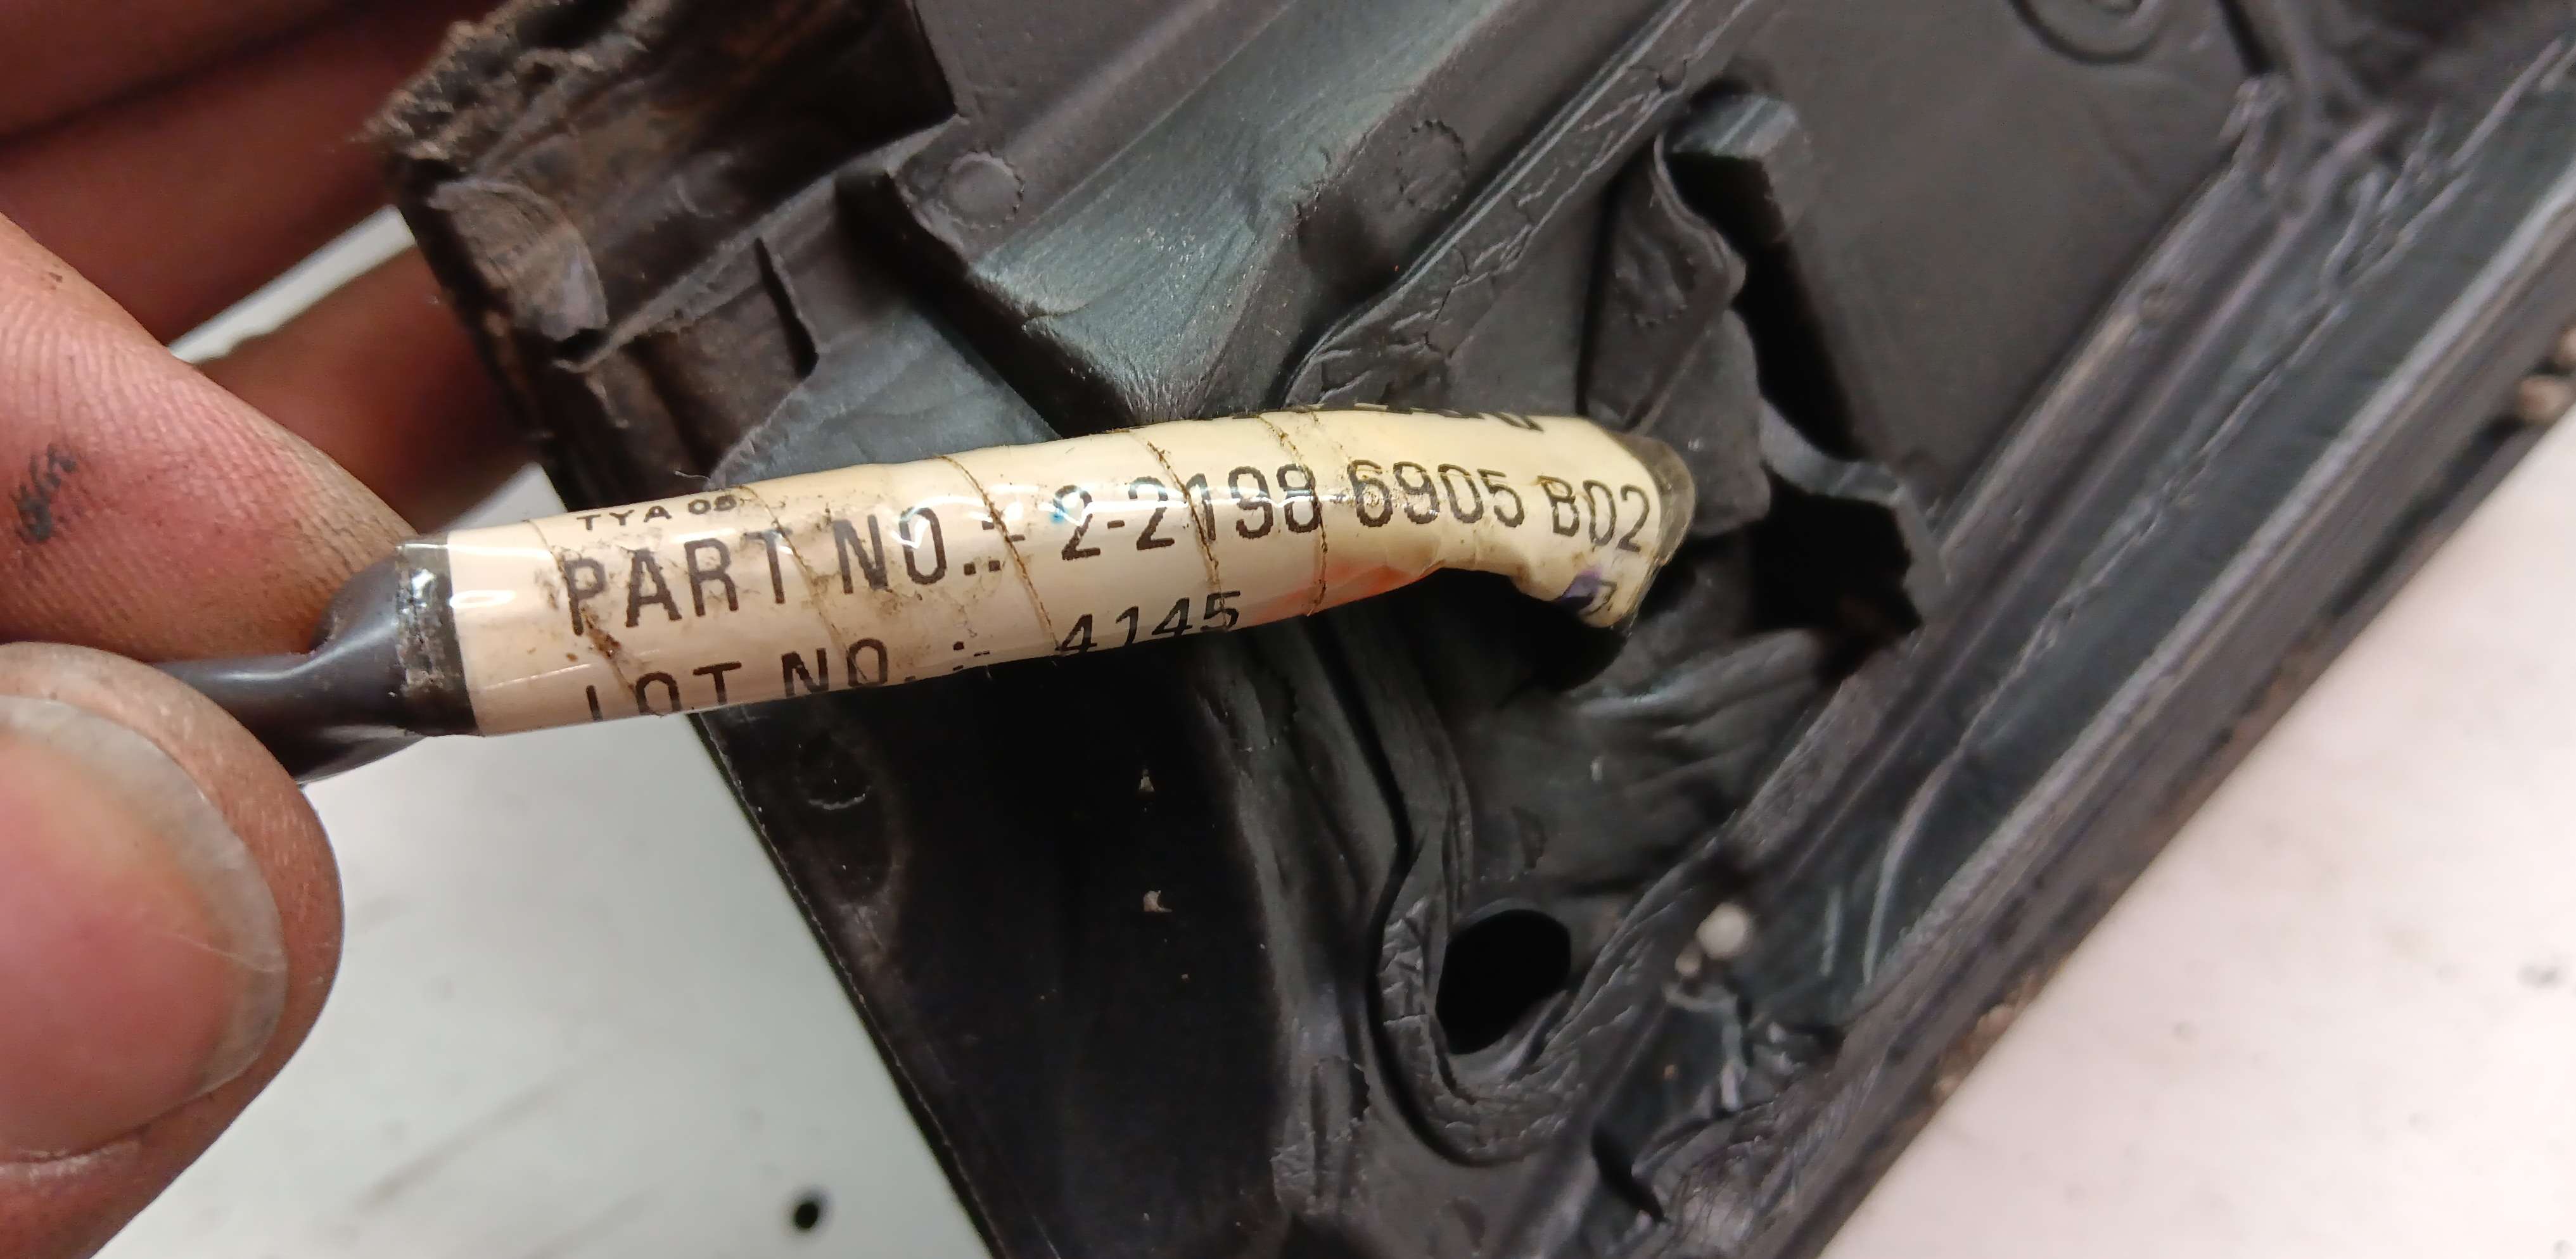 TYA 05
PART NO.:- 2-2198-6905 B02
LOT NO. :- 4145